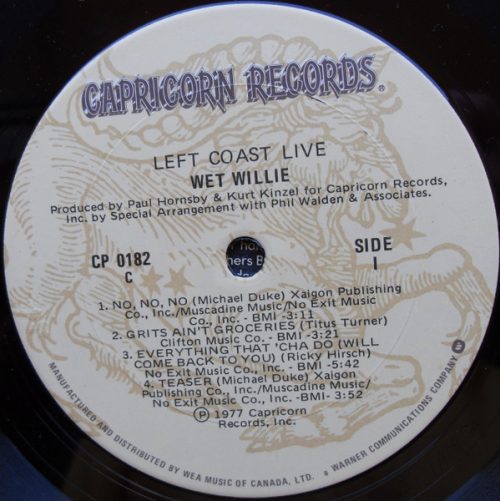 CAPRICORN RECORDS®
LEFT COAST LIVE
WET WILLIE
Produced by Paul Hornsby & Kurt Kinzel for Capricorn Records,
Inc. by Special Arrangement with Phil Walden & Associates.
CP 0182
C
SIDE
I
1. NO, NO, NO (Michael Duke) Xaigon Publishing
Co., Inc./Muscadine Music/No Exit Music
Co., Inc. - BMI -3:11
2. GRITS AIN'T GROCERIES (Titus Turner)
Clifton Music Co. - BMI -3:21
3. EVERYTHING THAT 'CHA DO (WILL
COME BACK TO YOU) (Ricky Hirsch)
No Exit Music Co., Inc. - BMI -5:42
4. TEASER (Michael Duke) Xaigon
Publishing Co., Inc./Muscadine Music/
No Exit Music Co., Inc. -BMI- 3:52
Ⓟ 1977 Capricorn
Records, Inc.
MANUFACTURED AND DISTRIBUTED BY WEA MUSIC OF CANADA, LTD. A WARNER COMMUNICATIONS COMPANY